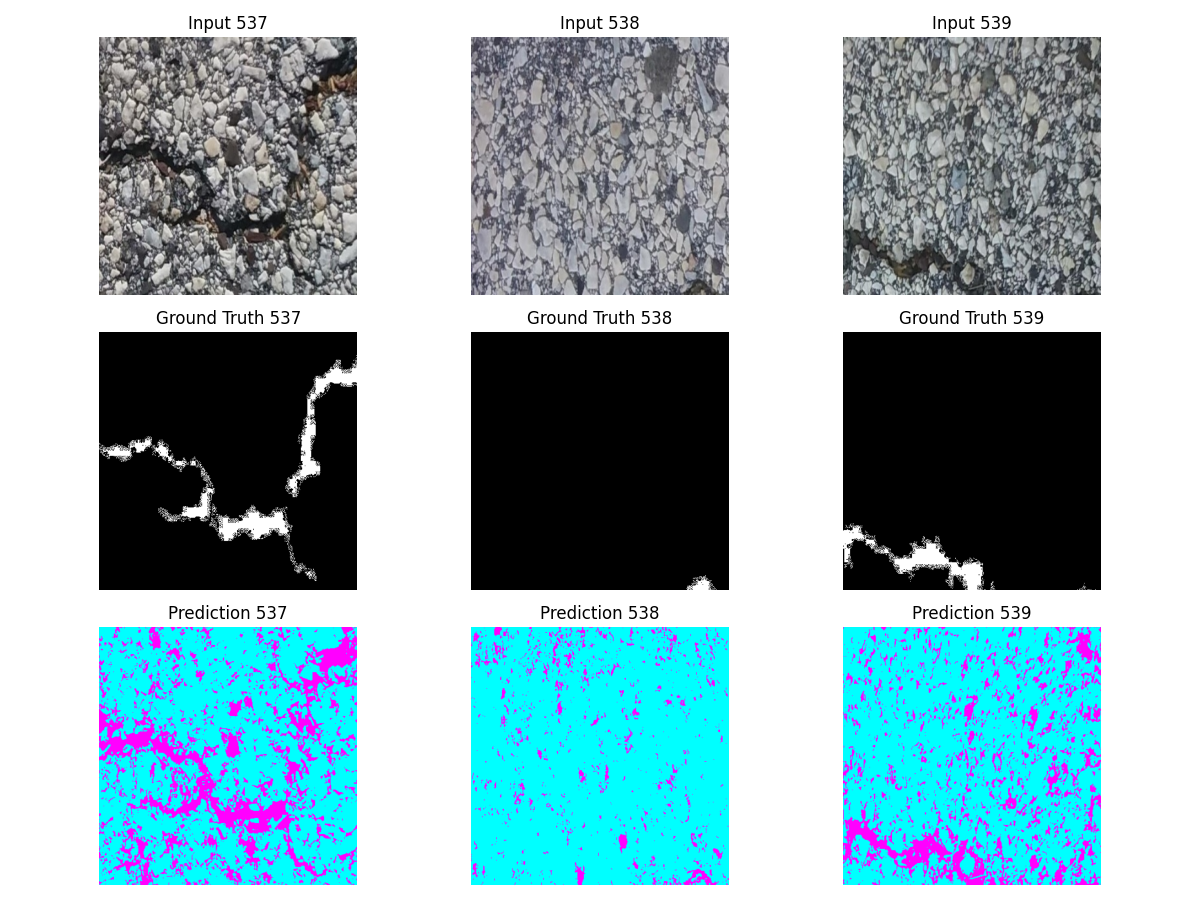 Input 537
Input 538
Input 539
Ground Truth 537
Ground Truth 538
Ground Truth 539
Prediction 537
Prediction 538
Prediction 539